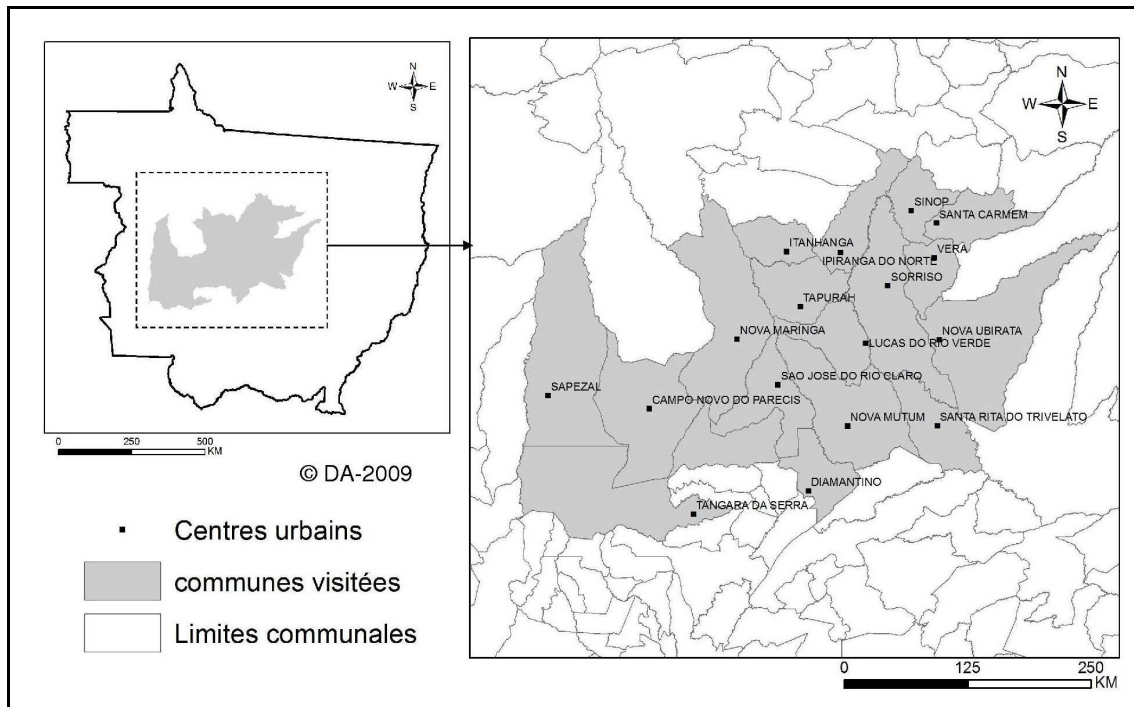 N
W E
S
0 250 500
KM
© DA-2009
Centres urbains
communes visitées
Limites communales
N
W E
S
SINOP
SANTA CARMEM
ITANHANGA
VERA
IPIRANGA DO NORTE
SORRISO
TAPURAH
NOVA MARINGA
NOVA UBIRATA
LUCAS DO RIO VERDE
SAO JOSE DO RIO CLARO
SAPEZAL
CAMPO NOVO DO PARECIS
NOVA MUTUM
SANTA RITA DO TRIVELATO
DIAMANTINO
TANGARA DA SERRA
0 125 250
KM